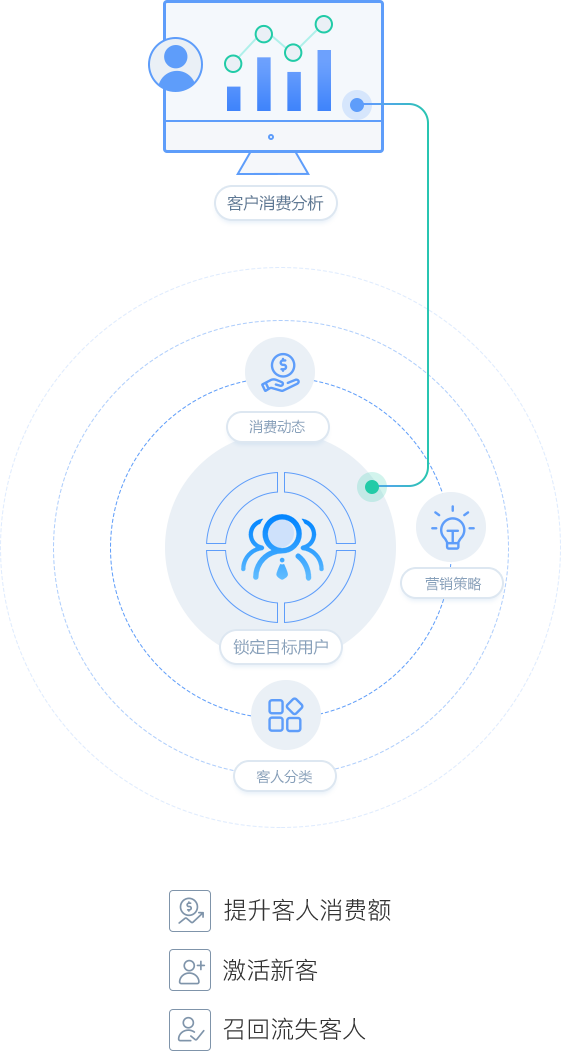 客户消费分析
消费动态
营销策略
锁定目标用户
客人分类
提升客人消费额
激活新客
召回流失客人